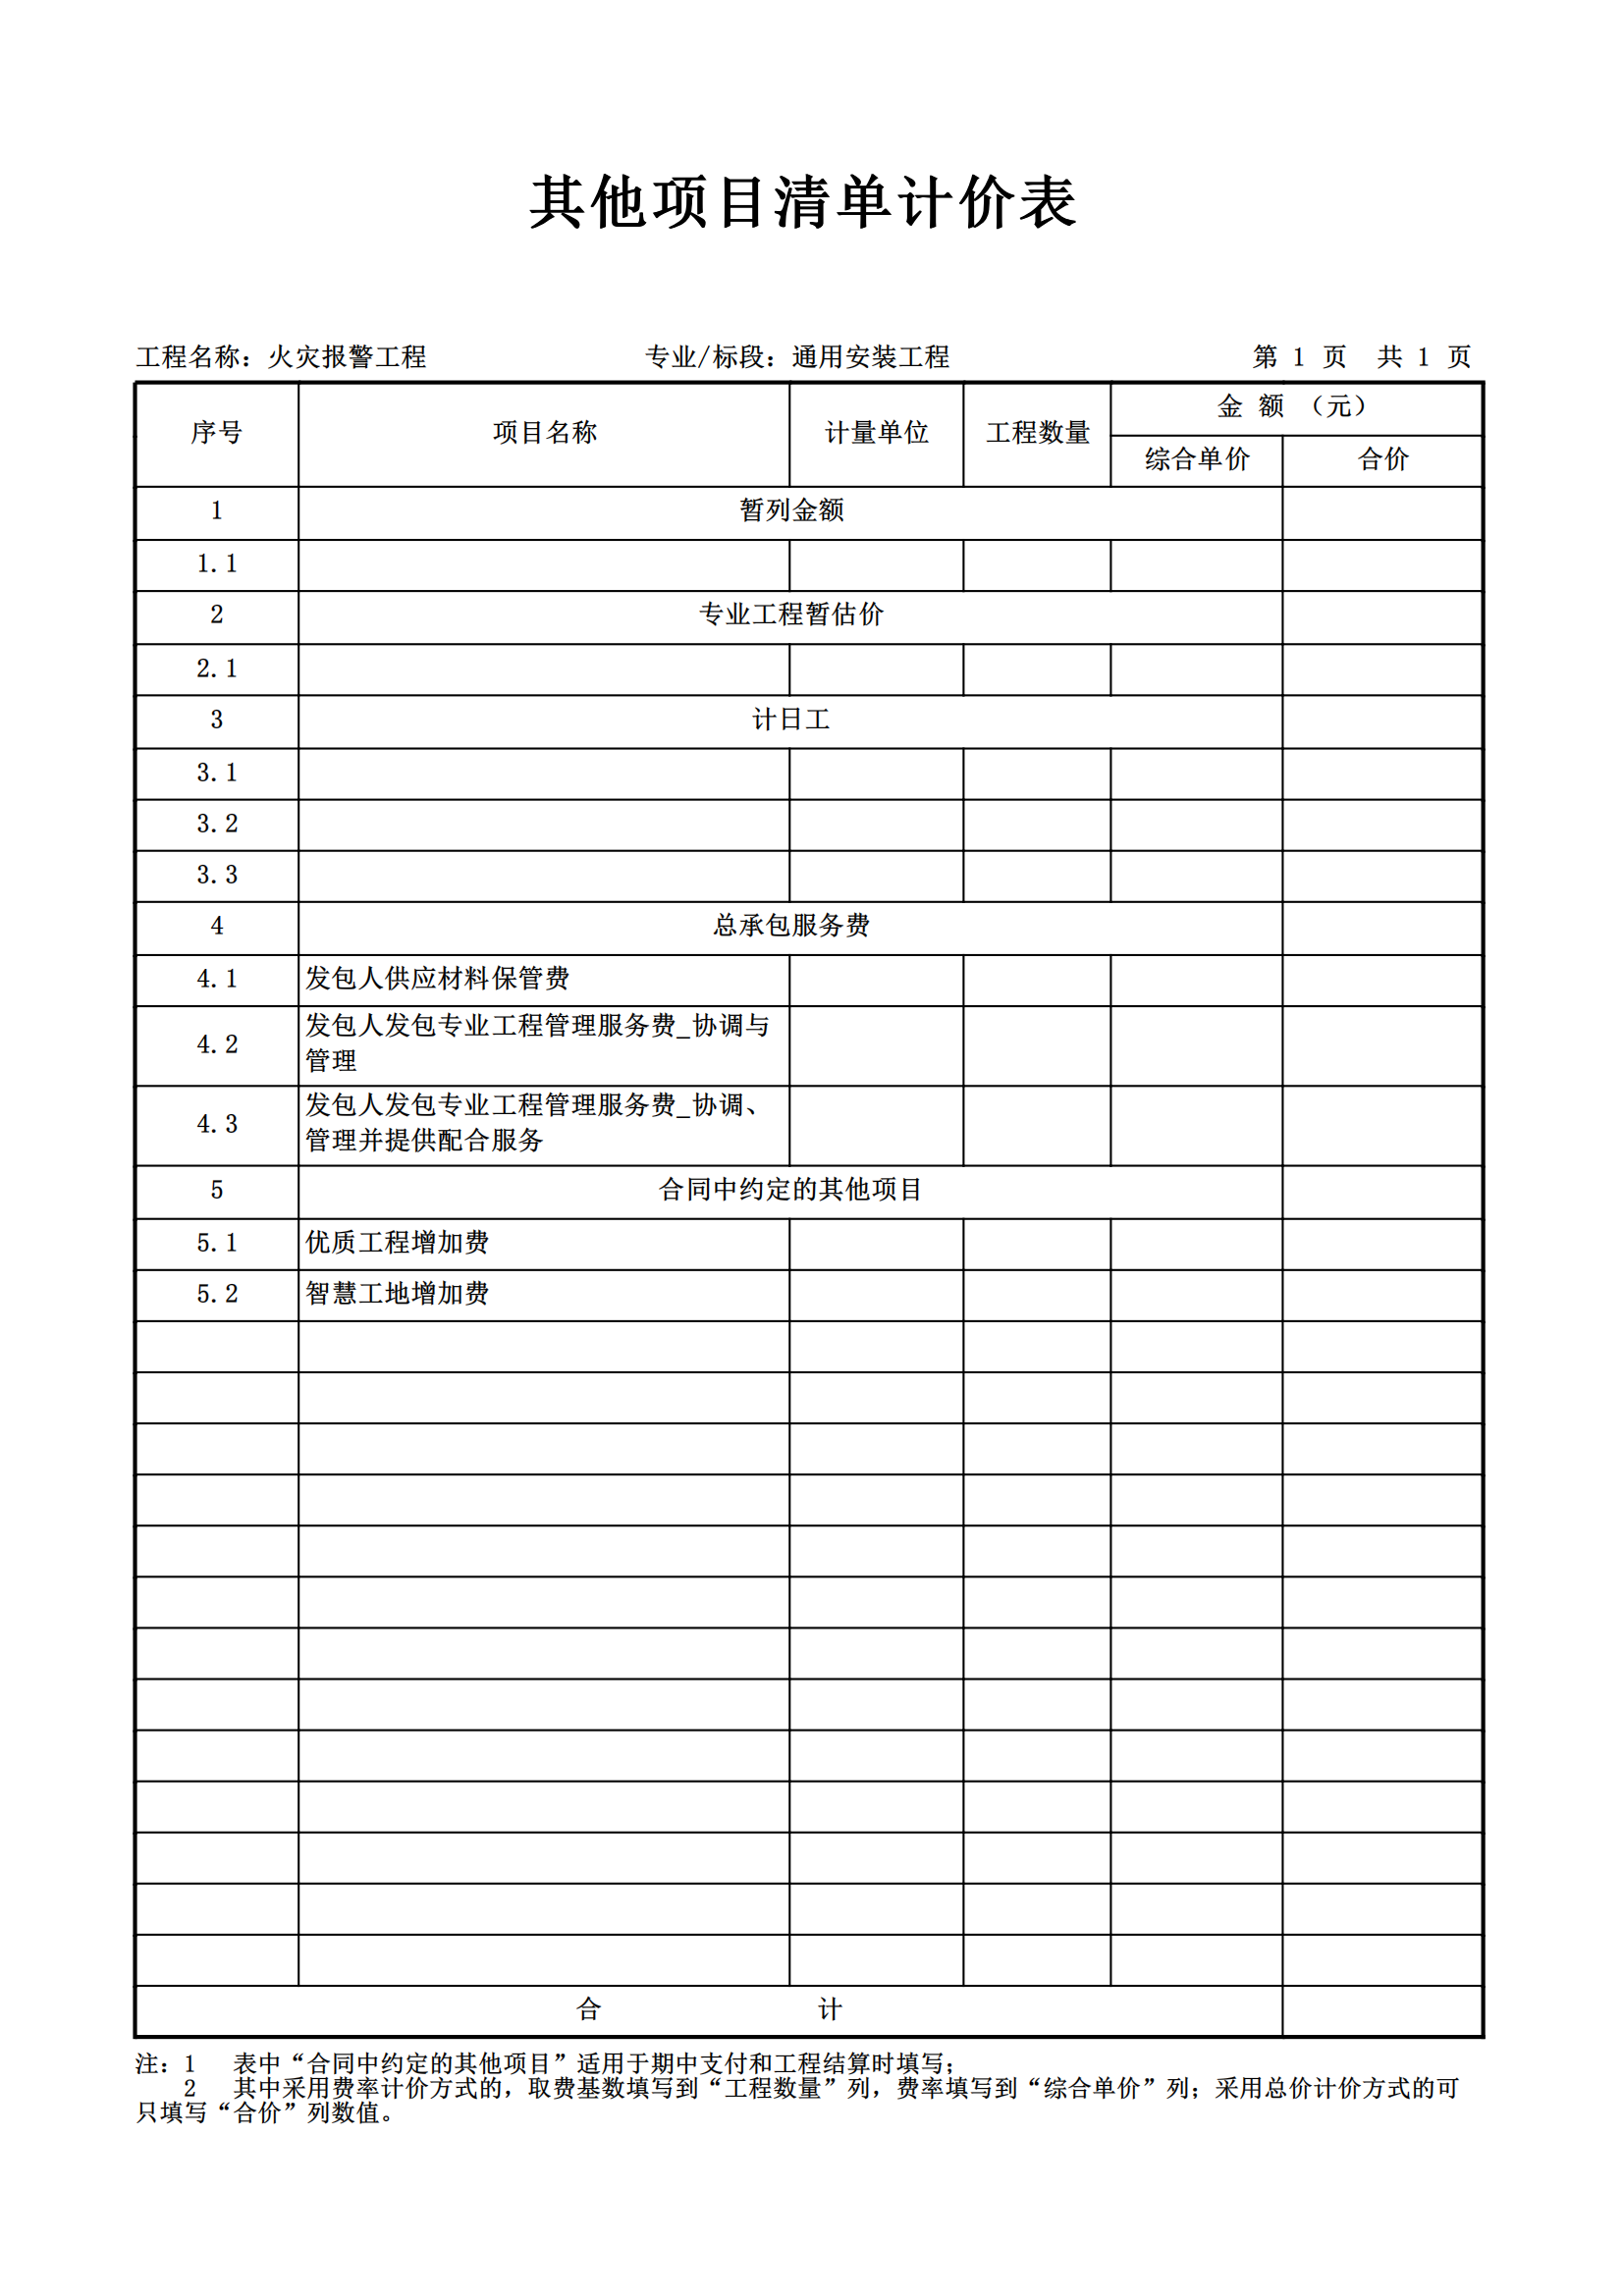 其他项目清单计价表
工程名称：火灾报警工程 专业/标段：通用安装工程 第 1 页 共 1 页
序号 项目名称 计量单位 工程数量 金 额 （元）
综合单价 合价
1 暂列金额
1.1
2 专业工程暂估价
2.1
3 计日工
3.1
3.2
3.3
4 总承包服务费
4.1 发包人供应材料保管费
4.2 发包人发包专业工程管理服务费_协调与
管理
4.3 发包人发包专业工程管理服务费_协调、
管理并提供配合服务
5 合同中约定的其他项目
5.1 优质工程增加费
5.2 智慧工地增加费
合 计
注：1 表中“合同中约定的其他项目”适用于期中支付和工程结算时填写；
2 其中采用费率计价方式的，取费基数填写到“工程数量”列，费率填写到“综合单价”列；采用总价计价方式的可
只填写“合价”列数值。